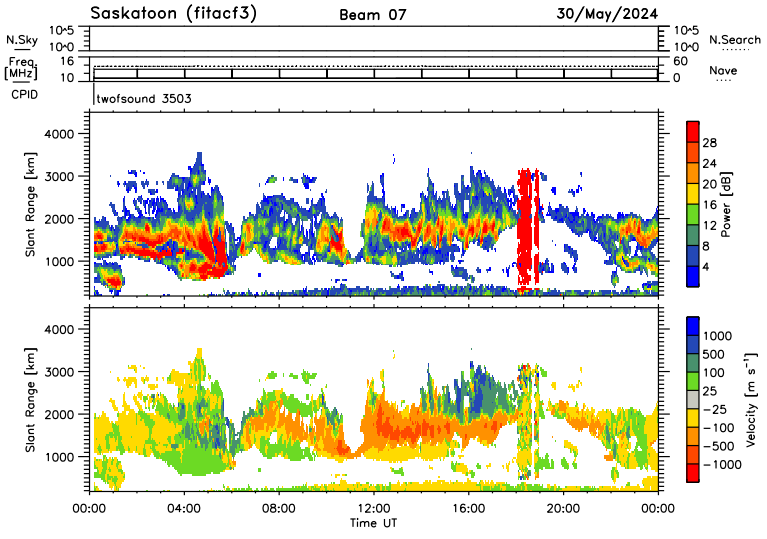 Saskatoon (fitacf3) Beam 07 30/May/2024
N.Sky 10^5 10^5 N.Search
10^0 10^0
Freq. [MHz] 16 60 Nave
10 0
CPID twofsound 3503
Slant Range [km]
4000
3000
2000
1000
28
24
20
16
12
8
4
Power [dB]
Slant Range [km]
4000
3000
2000
1000
1000
500
100
25
-25
-100
-500
-1000
Velocity [m s⁻¹]
00:00 04:00 08:00 12:00 16:00 20:00 00:00
Time UT